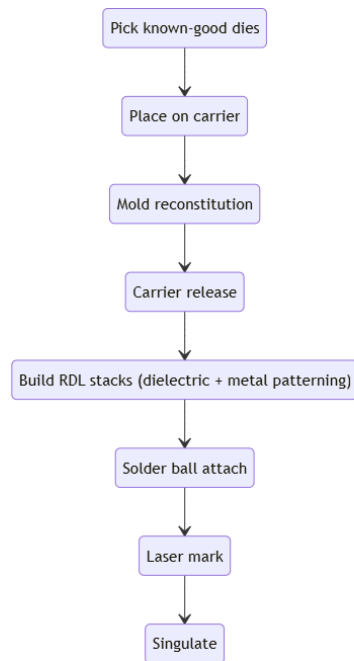 Pick known-good dies
Place on carrier
Mold reconstitution
Carrier release
Build RDL stacks (dielectric + metal patterning)
Solder ball attach
Laser mark
Singulate